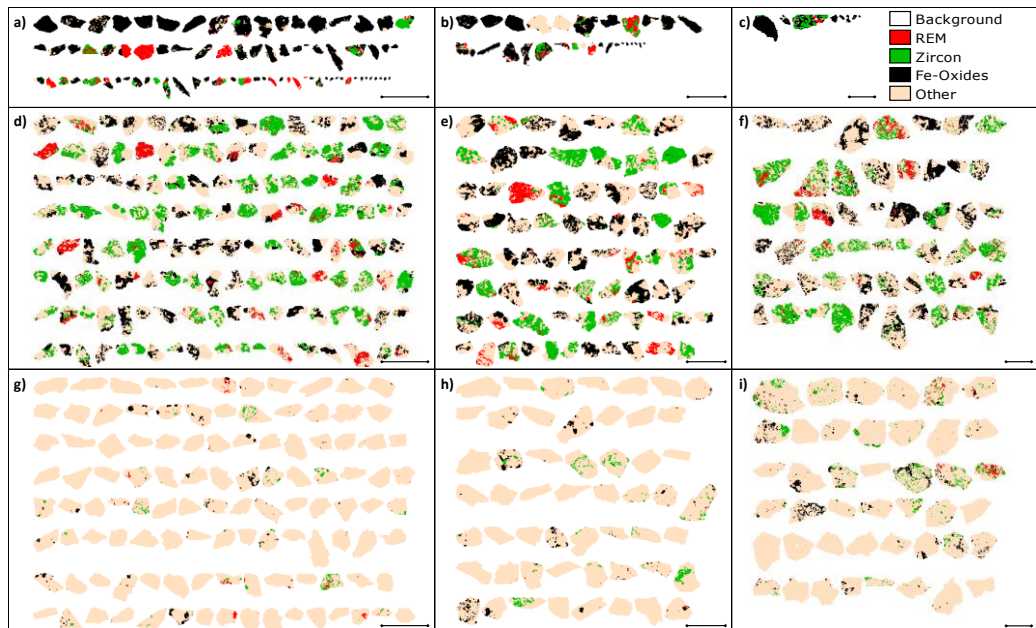 a)
b)
c)
Background
REM
Zircon
Fe-Oxides
Other
d)
e)
f)
g)
h)
i)